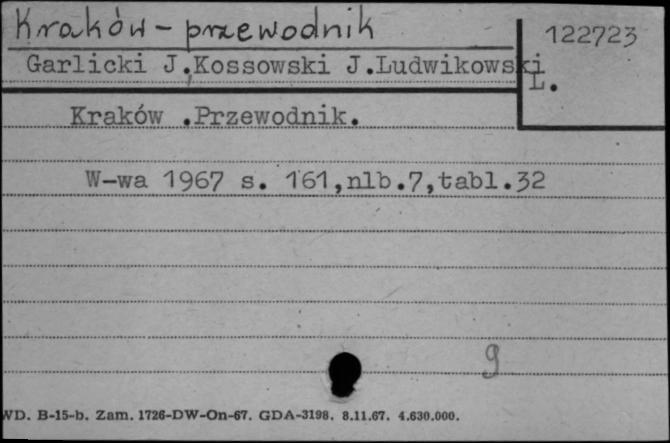 Kraków - przewodnik
122723
Garlicki J.,Kossowski J.Ludwikowski
L.
Kraków .Przewodnik.
W-wa 1967 s. 161,nlb.7,tabl.32
9
WD. B-15-b. Zam. 1726-DW-On-67. GDA-3198. 8.11.67. 4.630.000.